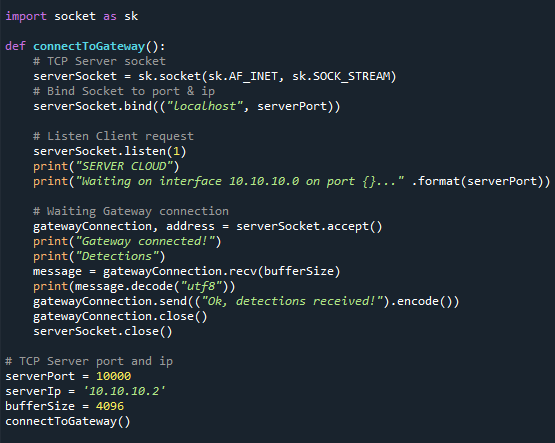 import socket as sk
def connectToGateway():
# TCP Server socket
serverSocket = sk.socket(sk.AF_INET, sk.SOCK_STREAM)
# Bind Socket to port & ip
serverSocket.bind(("localhost", serverPort))
# Listen Client request
serverSocket.listen(1)
print("SERVER CLOUD")
print("Waiting on interface 10.10.10.0 on port {}..." .format(serverPort))
# Waiting Gateway connection
gatewayConnection, address = serverSocket.accept()
print("Gateway connected!")
print("Detections")
message = gatewayConnection.recv(bufferSize)
print(message.decode("utf8"))
gatewayConnection.send(("Ok, detections received!").encode())
gatewayConnection.close()
serverSocket.close()
# TCP Server port and ip
serverPort = 10000
serverIp = '10.10.10.2'
bufferSize = 4096
connectToGateway()